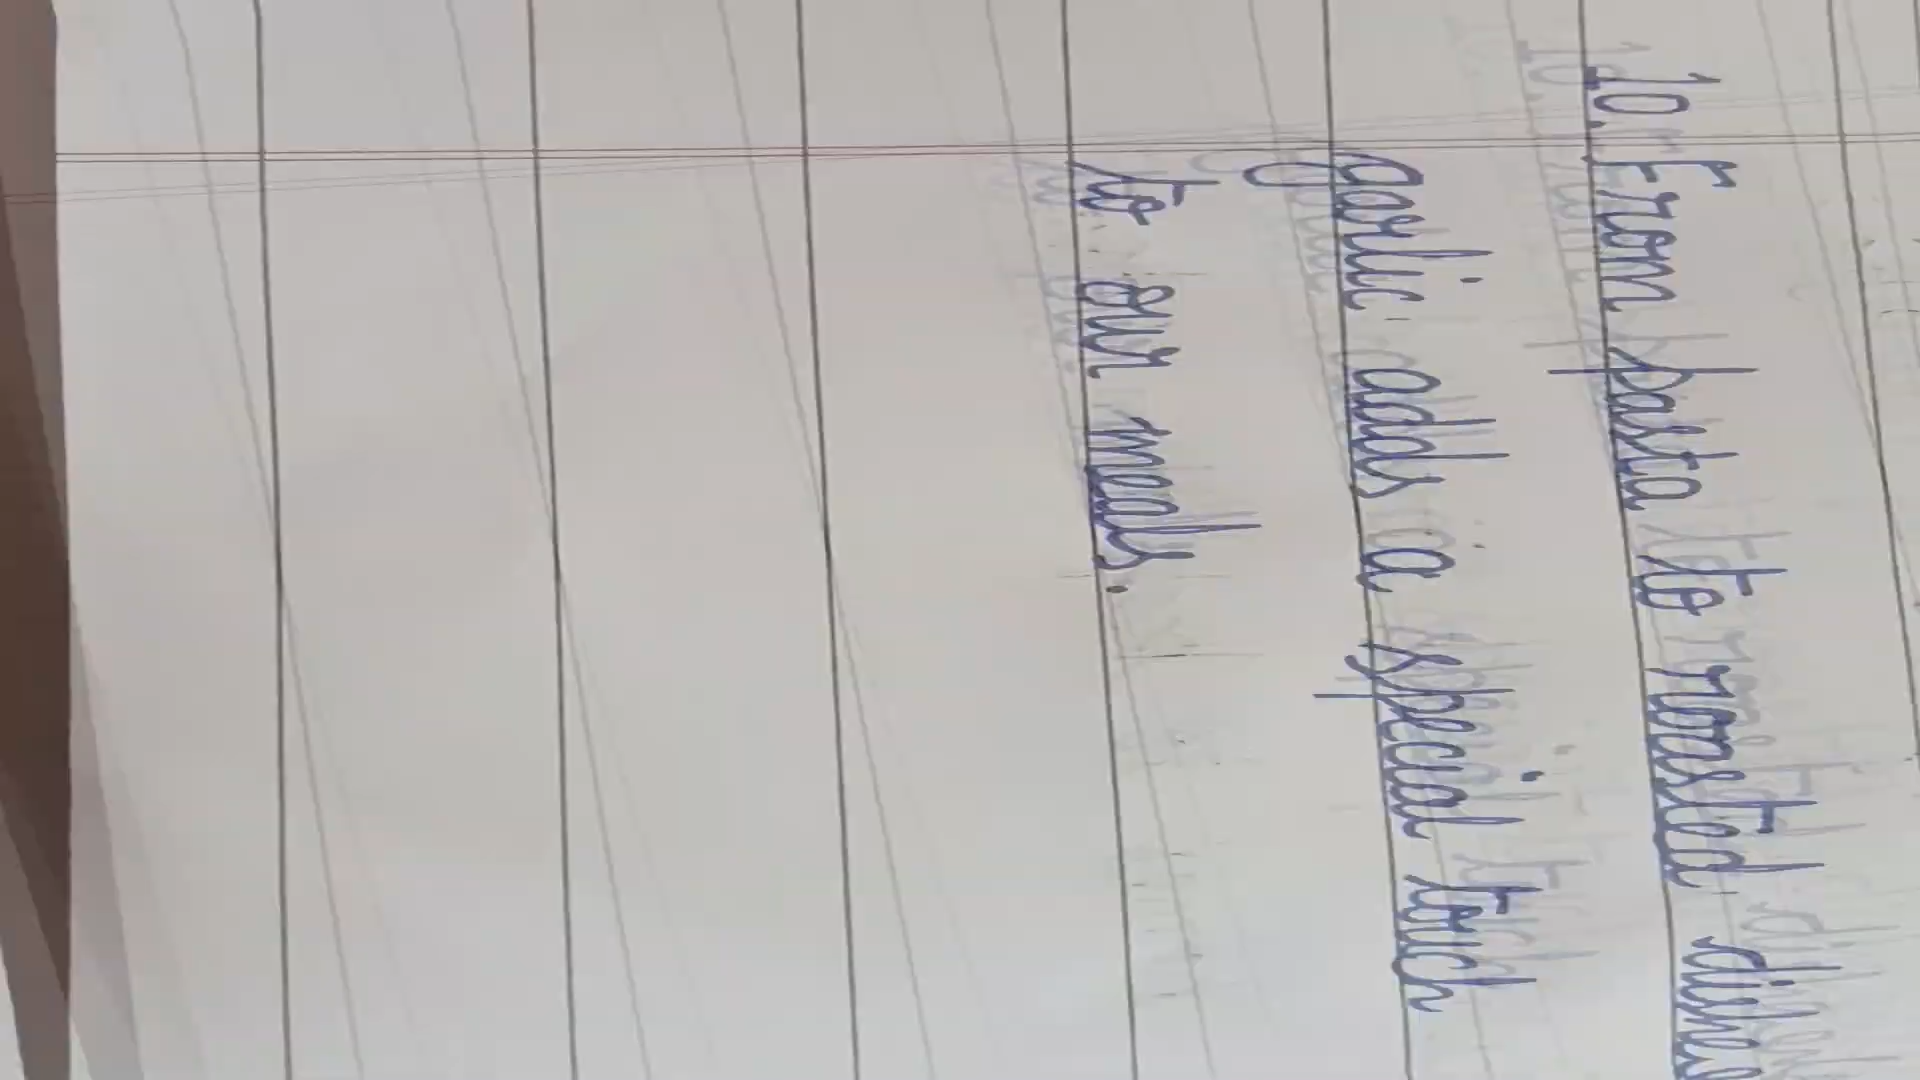 10. From pasta to roasted dishes
garlic adds a special touch
to our meals.